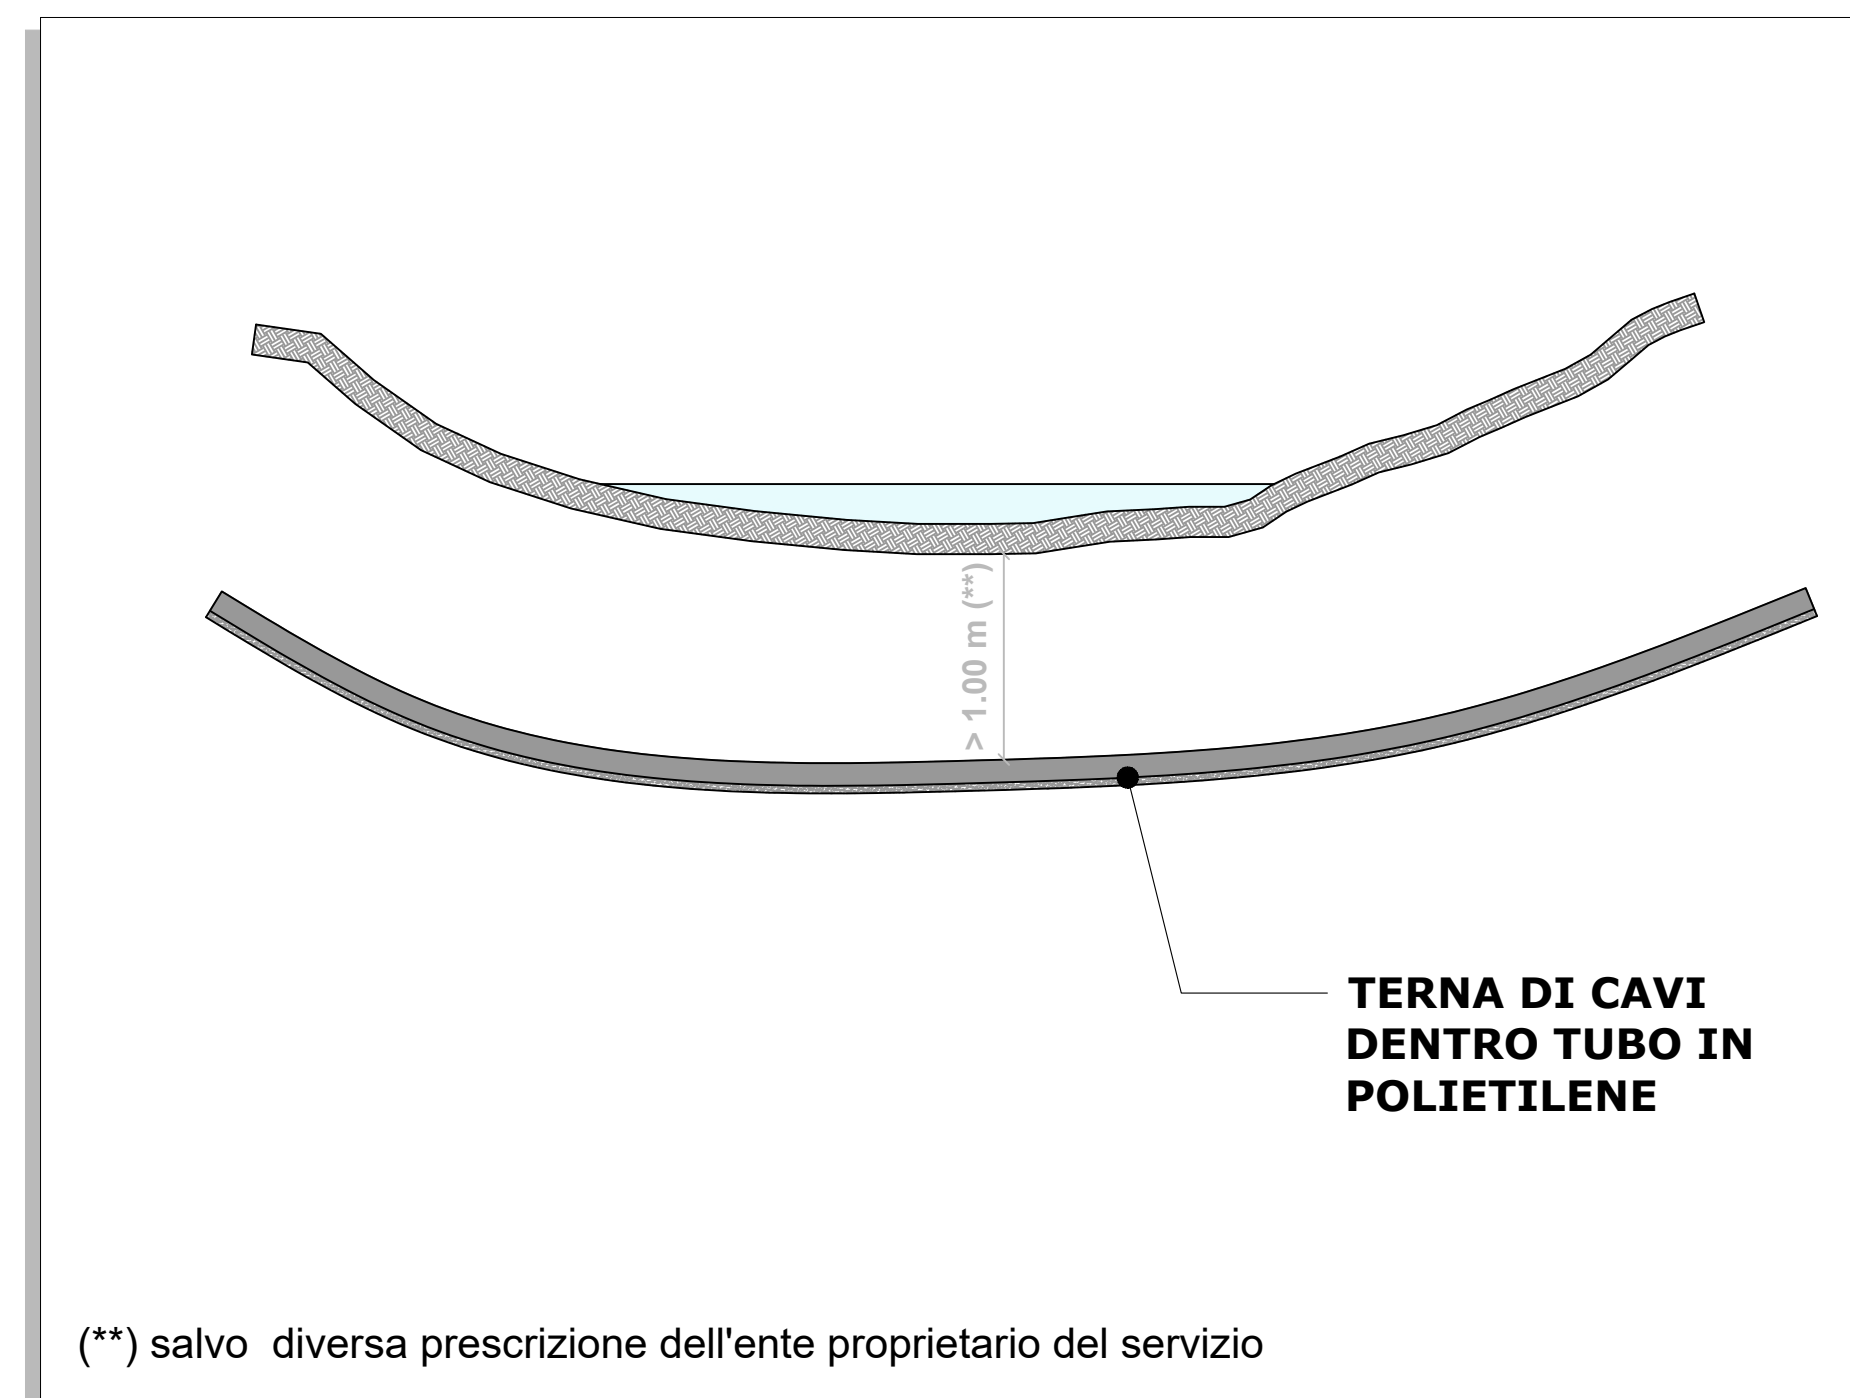 > 1.00 m (**)
TERNA DI CAVI
DENTRO TUBO IN
POLIETILENE
(**) salvo  diversa prescrizione dell'ente proprietario del servizio